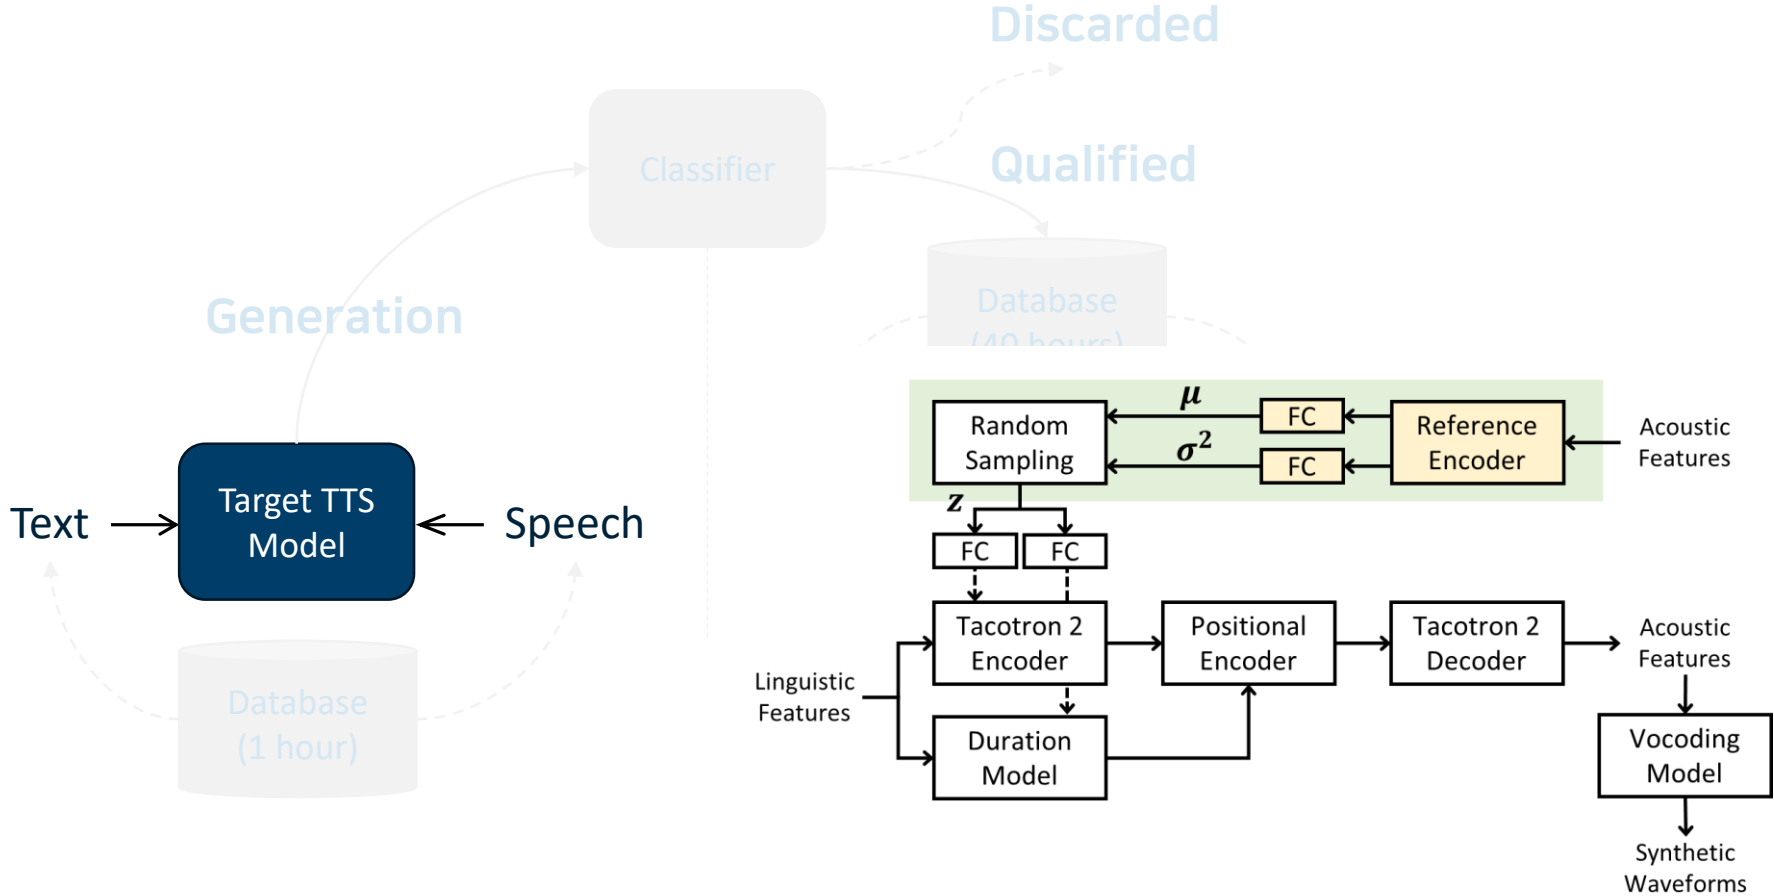 Discarded
Classifier
Qualified
Generation
Database
(40 hours)
Text
Target TTS
Model
Speech
Database
(1 hour)
Random
Sampling
μ
σ²
FC
FC
Reference
Encoder
Acoustic
Features
z
FC
FC
Linguistic
Features
Tacotron 2
Encoder
Positional
Encoder
Tacotron 2
Decoder
Acoustic
Features
Duration
Model
Vocoding
Model
Synthetic
Waveforms